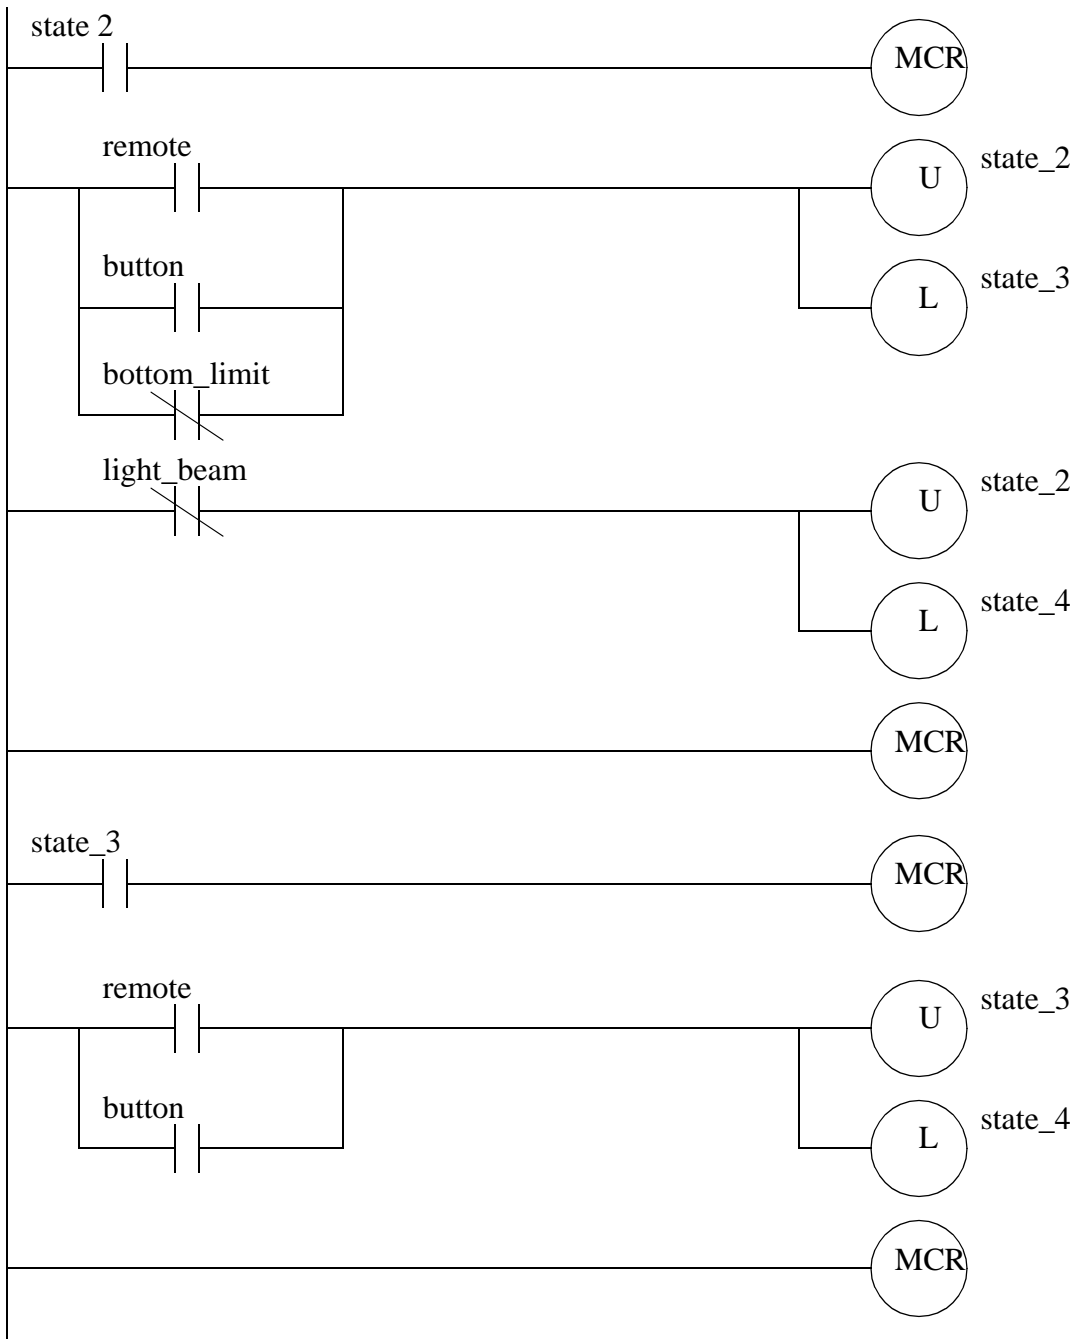 state 2
MCR
remote
U
state_2
button
L
state_3
bottom_limit
light_beam
U
state_2
L
state_4
MCR
state_3
MCR
remote
U
state_3
button
L
state_4
MCR